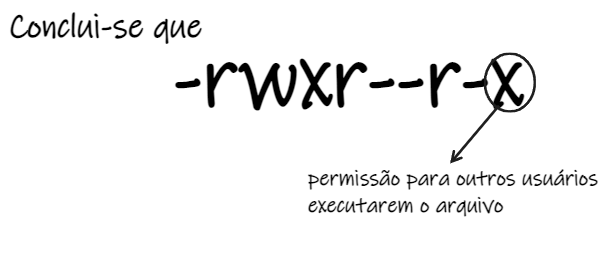 Conclui-se que
-rwxr--r-x
permissão para outros usuários
executarem o arquivo